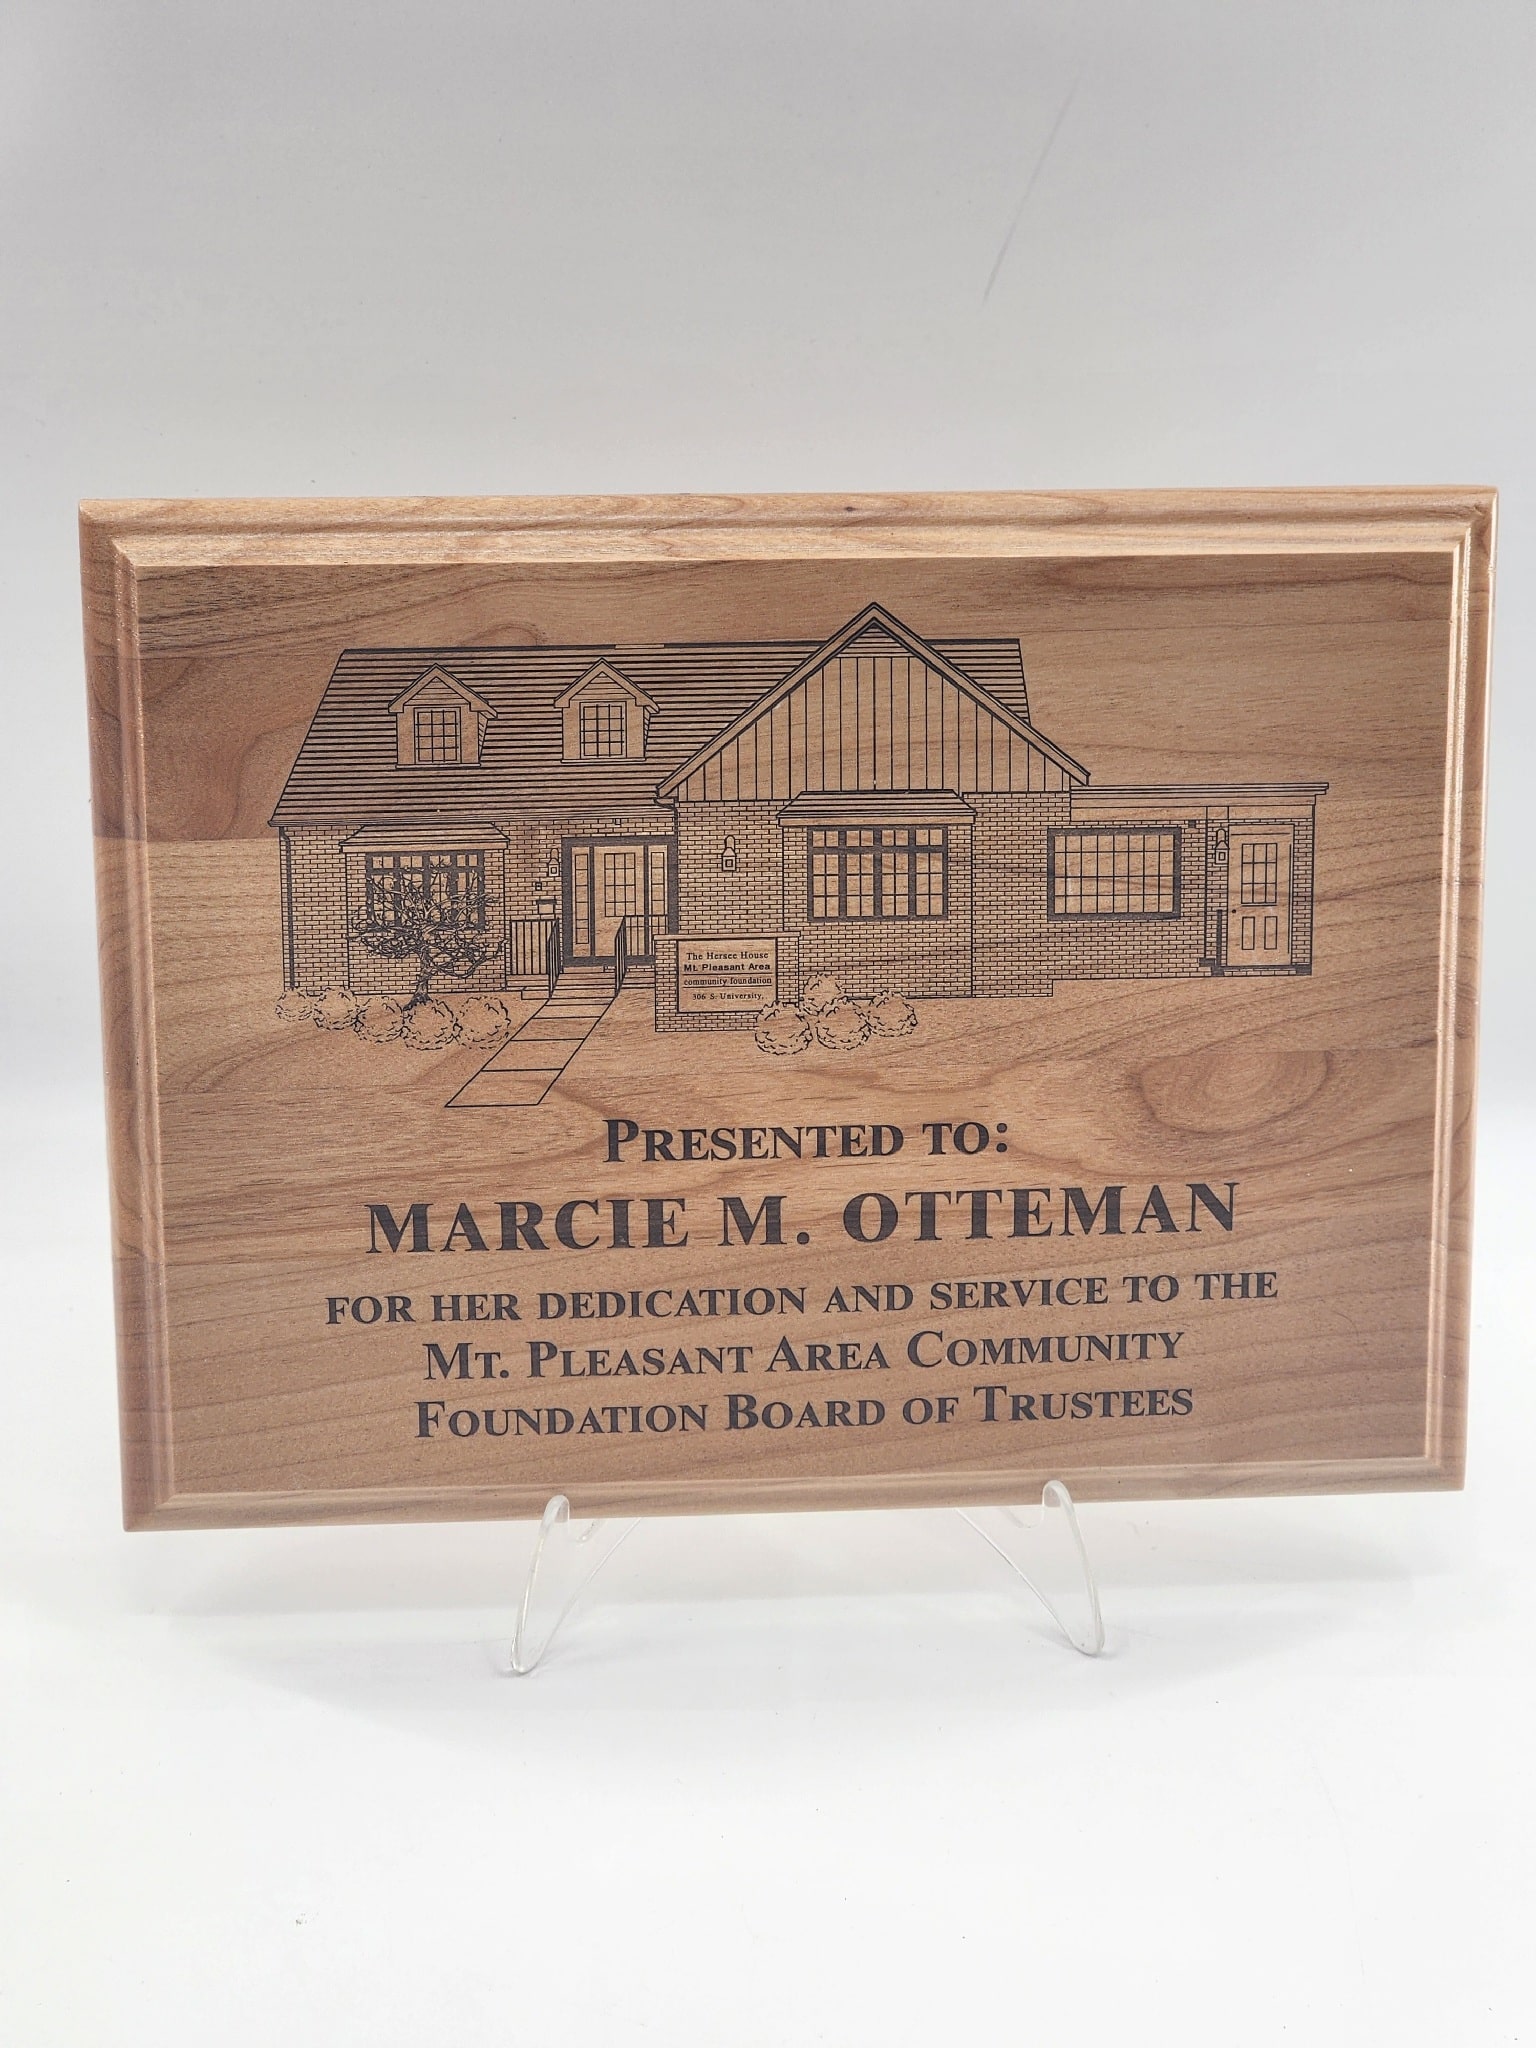 The Hersee House
Mt. Pleasant Area
community foundation
306 S. University,
PRESENTED TO:
MARCIE M. OTTEMAN
FOR HER DEDICATION AND SERVICE TO THE
MT. PLEASANT AREA COMMUNITY
FOUNDATION BOARD OF TRUSTEES